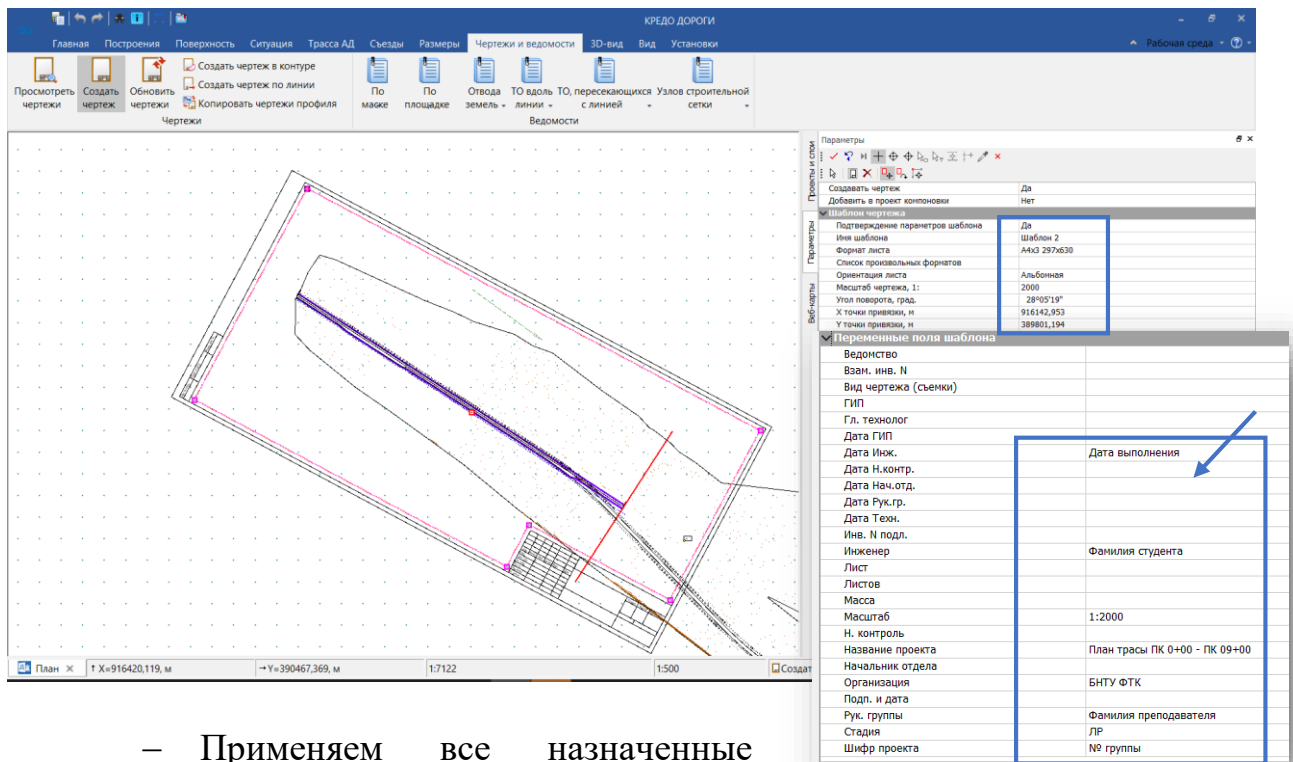 КРЕДО ДОРОГИ
Главная Построения Поверхность Ситуация Трасса АД Съезды Размеры Чертежи и ведомости 3D-вид Вид Установки Рабочая среда
Просмотреть чертежи
Создать чертеж
Обновить чертежи
Создать чертеж в контуре
Создать чертеж по линии
Копировать чертежи профиля
Чертежи
По маске
По площадке
Отвода земель
ТО вдоль линии
ТО, пересекающихся с линией
Узлов строительной сетки
Ведомости
Проекты и слои
Параметры
Веб-карты
Параметры
Создавать чертеж Да
Добавить в проект компоновки Нет
Шаблон чертежа
Подтверждение параметров шаблона Да
Имя шаблона Шаблон 2
Формат листа А4х3 297х630
Список произвольных форматов
Ориентация листа Альбомная
Масштаб чертежа, 1: 2000
Угол поворота, град. 28°05'19"
X точки привязки, м 916142,953
Y точки привязки, м 389801,194
Переменные поля шаблона
Ведомство
Взам. инв. N
Вид чертежа (съемки)
ГИП
Гл. технолог
Дата ГИП
Дата Инж. Дата выполнения
Дата Н.контр.
Дата Нач.отд.
Дата Рук.гр.
Дата Техн.
Инв. N подл.
Инженер Фамилия студента
Лист
Листов
Масса
Масштаб 1:2000
Н. контроль
Название проекта План трасы ПК 0+00 - ПК 09+00
Начальник отдела
Организация БНТУ ФТК
Подп. и дата
Рук. группы Фамилия преподавателя
Стадия ЛР
Шифр проекта № группы
План X=916420,119, м Y=390467,369, м 1:7122 1:500 Создат
– Применяем все назначенные